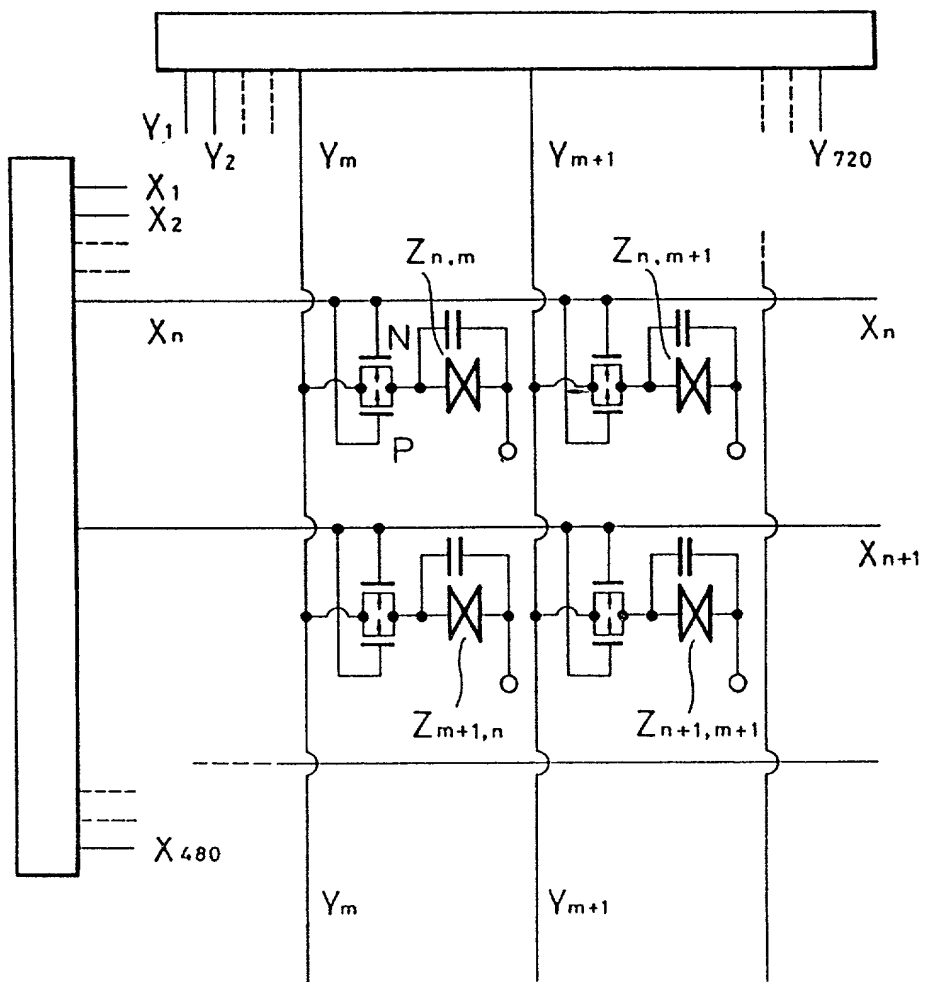 Y1
Y2
Ym
Ym+1
Y720
X1
X2
Zn,m
Zn,m+1
Xn
N
Xn
P
Xn+1
Zm+1,n
Zn+1,m+1
X480
Ym
Ym+1